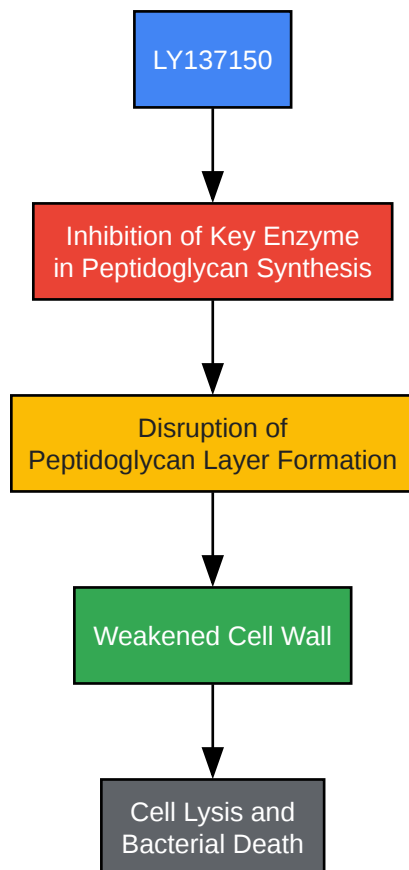 LY137150
Inhibition of Key Enzyme
in Peptidoglycan Synthesis
Disruption of
Peptidoglycan Layer Formation
Weakened Cell Wall
Cell Lysis and
Bacterial Death